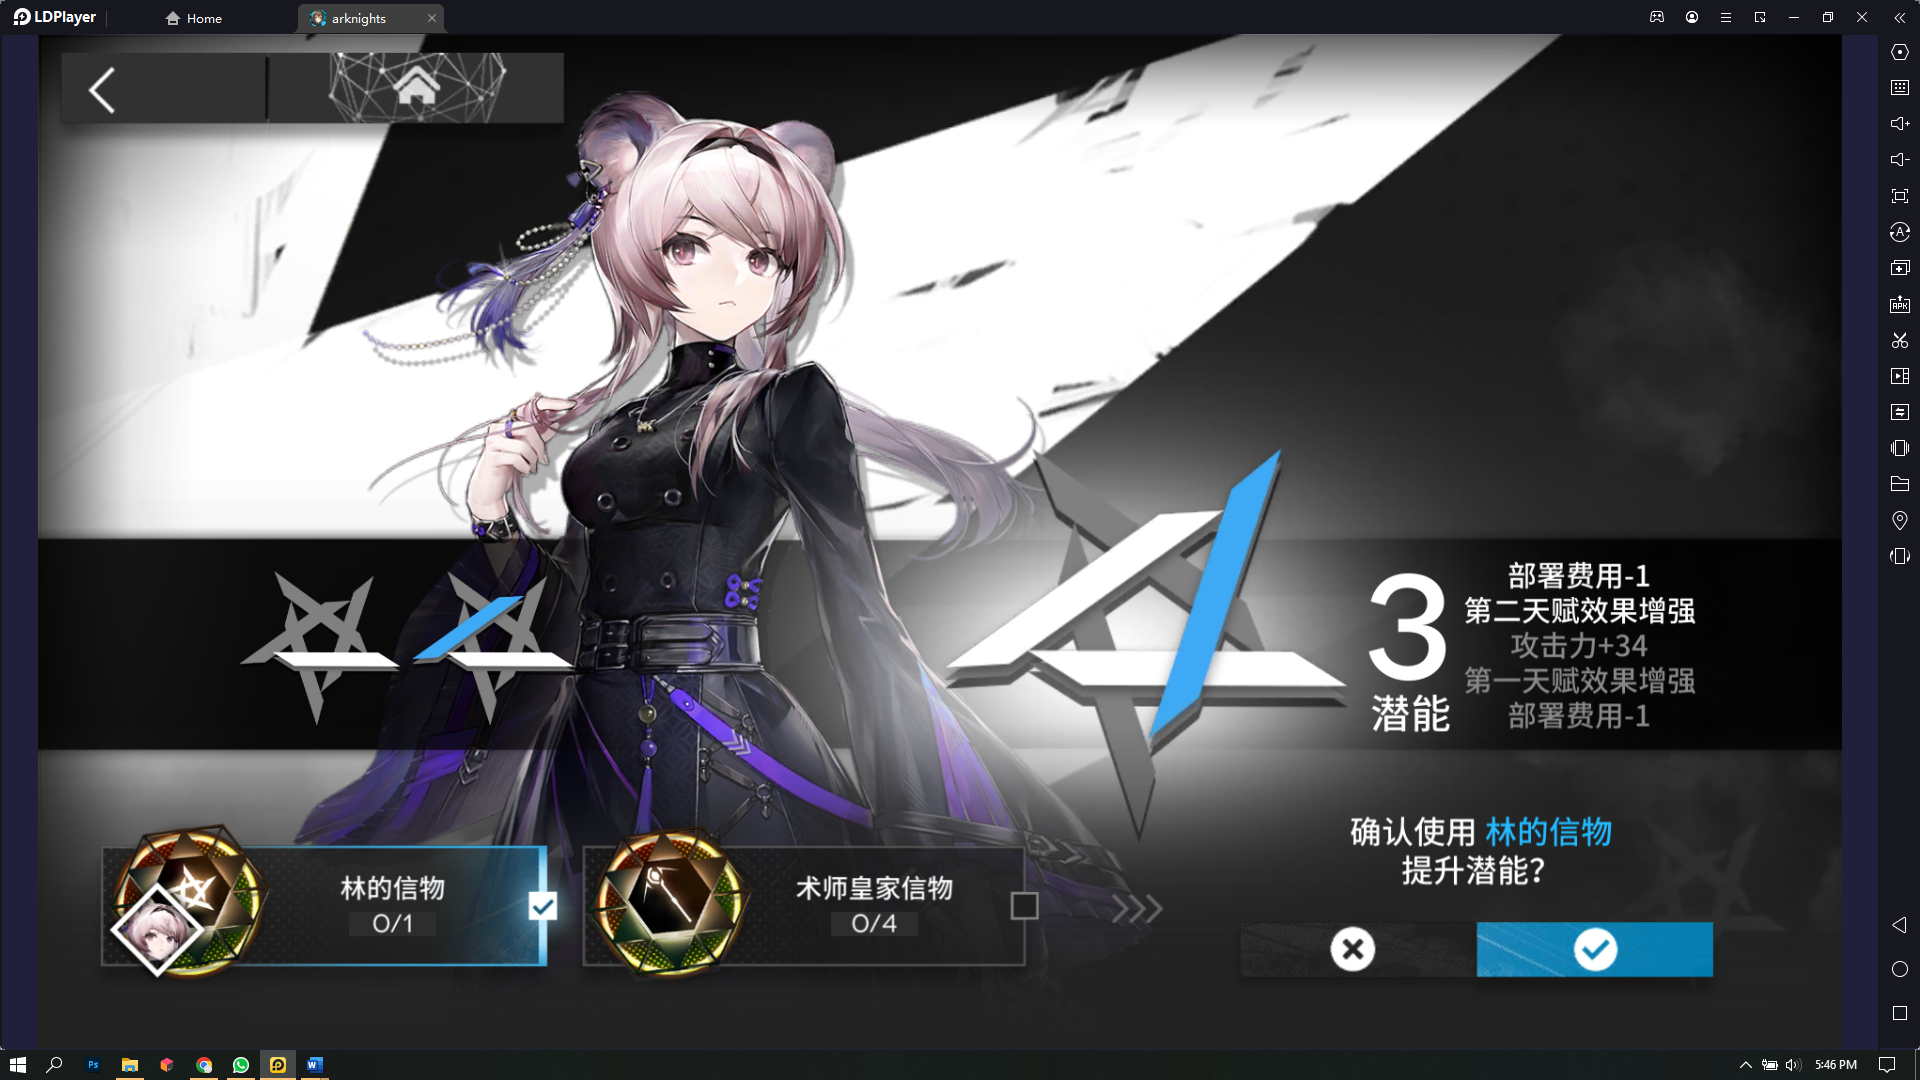 LDPlayer
Home
arknights
3
潜能
部署费用-1
第二天赋效果增强
攻击力+34
第一天赋效果增强
部署费用-1
确认使用 林的信物
提升潜能?
林的信物
0/1
术师皇家信物
0/4
APK
A
Ps
W
5:46 PM